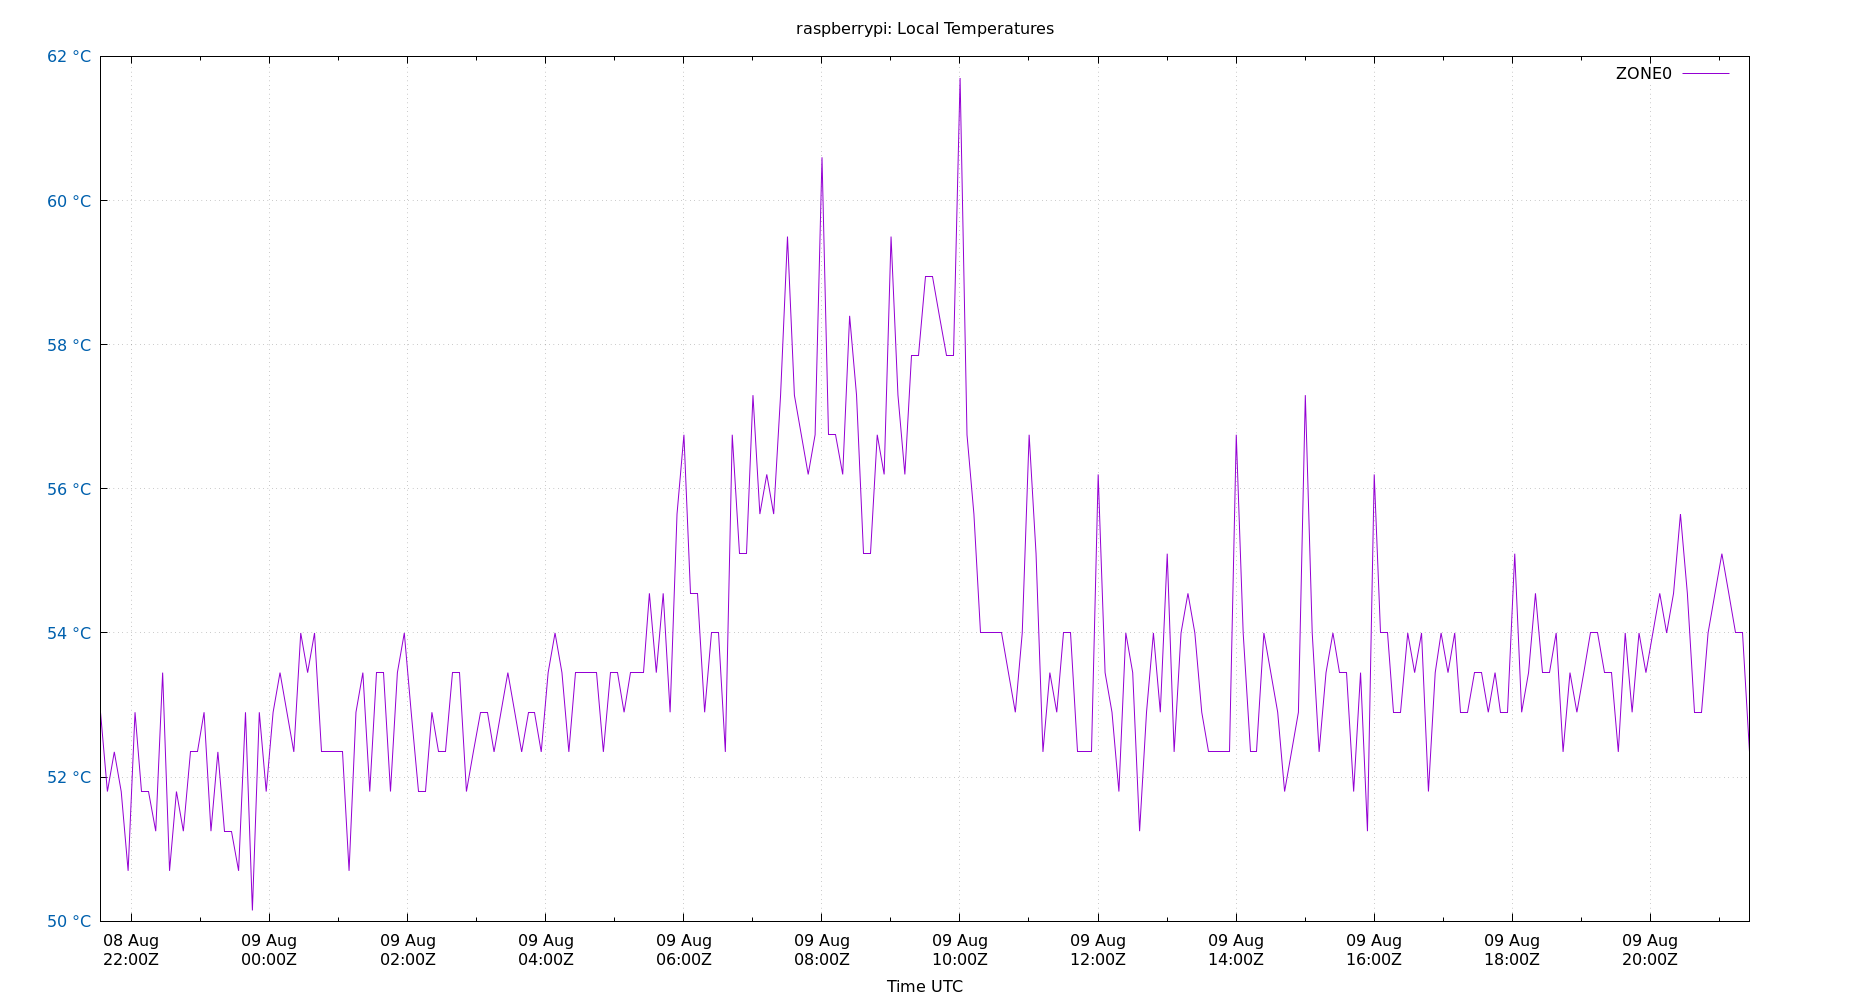 raspberrypi: Local Temperatures
62 °C
ZONE0
60 °C
58 °C
56 °C
54 °C
52 °C
50 °C
08 Aug 09 Aug 09 Aug 09 Aug 09 Aug 09 Aug 09 Aug 09 Aug 09 Aug 09 Aug 09 Aug 09 Aug
22:00Z 00:00Z 02:00Z 04:00Z 06:00Z 08:00Z 10:00Z 12:00Z 14:00Z 16:00Z 18:00Z 20:00Z
Time UTC